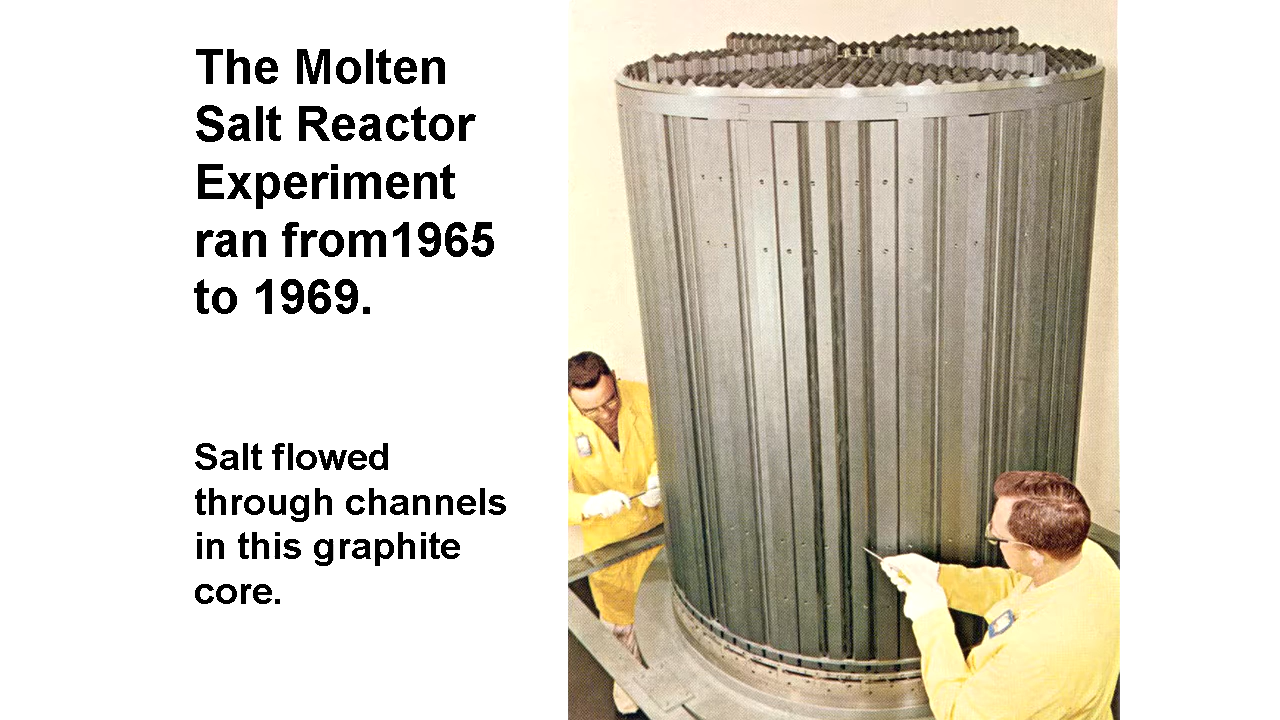 The Molten
Salt Reactor
Experiment
ran from1965
to 1969.
Salt flowed
through channels
in this graphite
core.